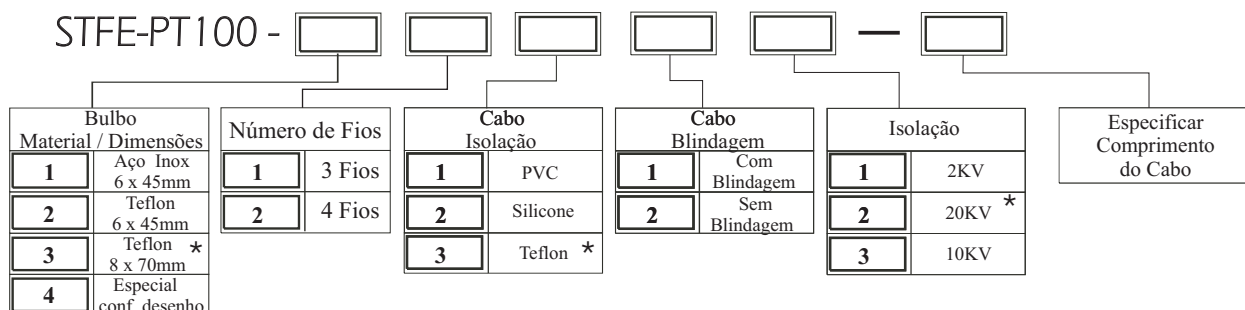 STFE-PT100 - —
Bulbo
Material / Dimensões
1 Aço Inox
6 x 45mm
2 Teflon
6 x 45mm
3 Teflon *
8 x 70mm
4 Especial
conf. desenho
Número de Fios
1 3 Fios
2 4 Fios
Cabo
Isolação
1 PVC
2 Silicone
3 Teflon *
Cabo
Blindagem
1 Com
Blindagem
2 Sem
Blindagem
Isolação
1 2KV
2 20KV *
3 10KV
Especificar
Comprimento
do Cabo